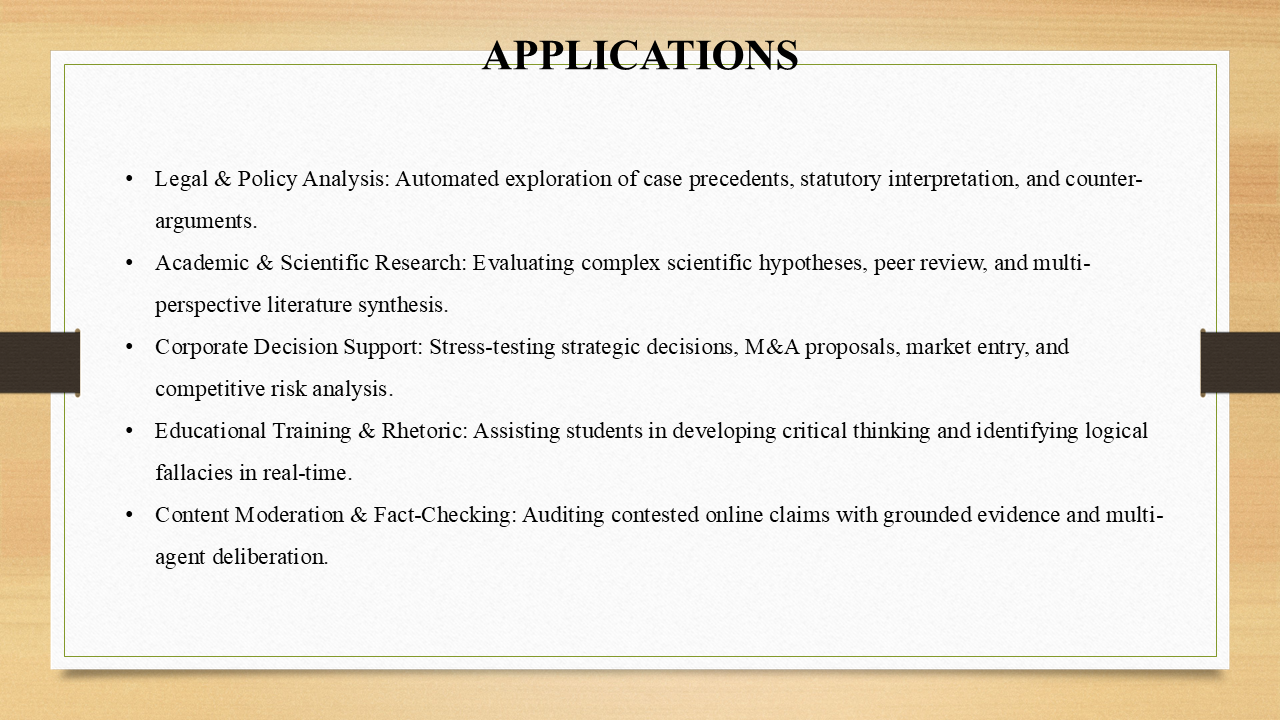 APPLICATIONS
• Legal & Policy Analysis: Automated exploration of case precedents, statutory interpretation, and counter-
arguments.
• Academic & Scientific Research: Evaluating complex scientific hypotheses, peer review, and multi-
perspective literature synthesis.
• Corporate Decision Support: Stress-testing strategic decisions, M&A proposals, market entry, and
competitive risk analysis.
• Educational Training & Rhetoric: Assisting students in developing critical thinking and identifying logical
fallacies in real-time.
• Content Moderation & Fact-Checking: Auditing contested online claims with grounded evidence and multi-
agent deliberation.